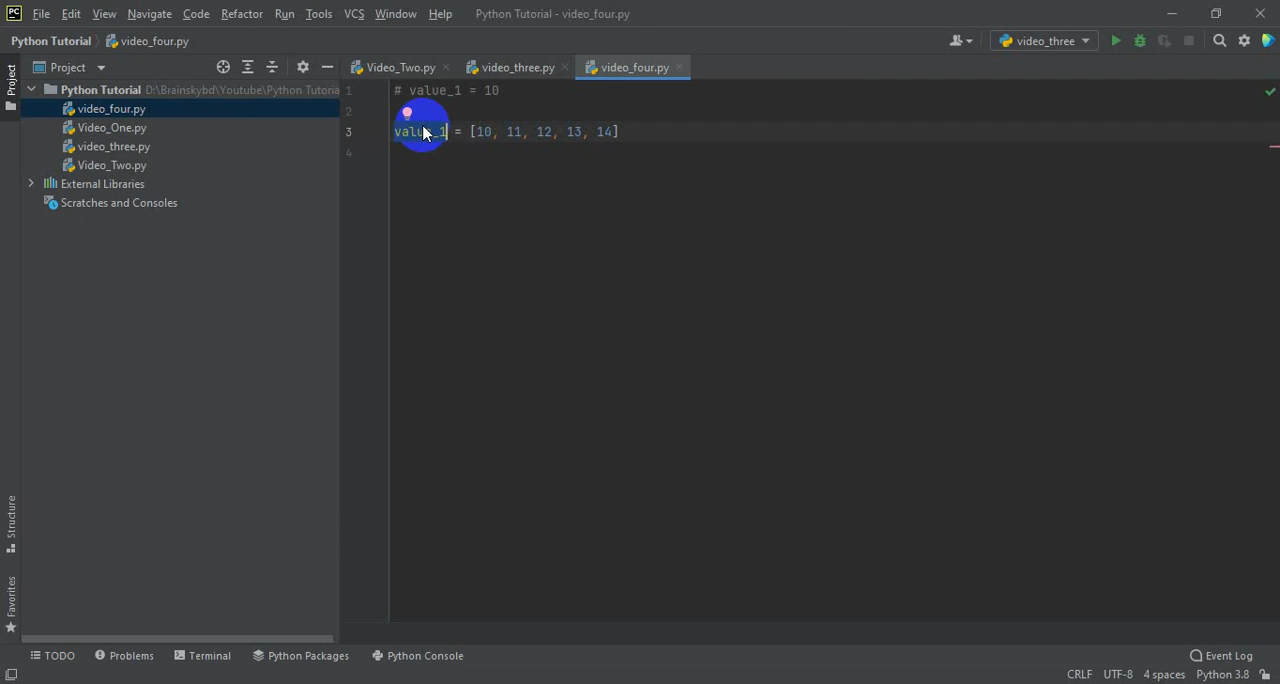 PC File Edit View Navigate Code Refactor Run Tools VCS Window Help Python Tutorial - video_four.py
Python Tutorial video_four.py video_three
Project Project Video_Two.py video_three.py video_four.py
Python Tutorial D:\Brainskybd\Youtube\Python Tutoria
video_four.py
Video_One.py
video_three.py
Video_Two.py
External Libraries
Scratches and Consoles
1 # value_1 = 10
2
3 value_1 = [10, 11, 12, 13, 14]
4
Structure
Favorites
TODO Problems Terminal Python Packages Python Console Event Log
CRLF UTF-8 4 spaces Python 3.8